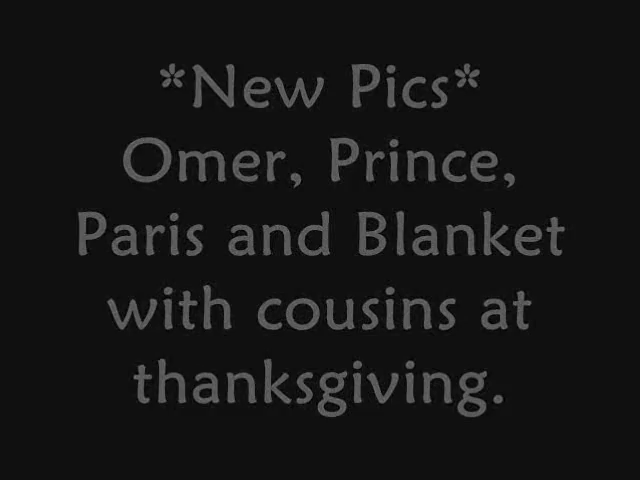 *New Pics*
Omer, Prince,
Paris and Blanket
with cousins at
thanksgiving.